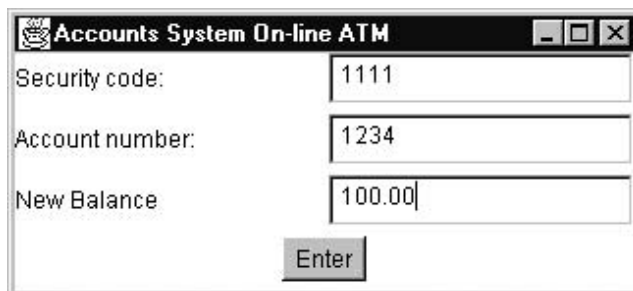 Accounts System On-line ATM
Security code: 1111
Account number: 1234
New Balance 100.00
Enter